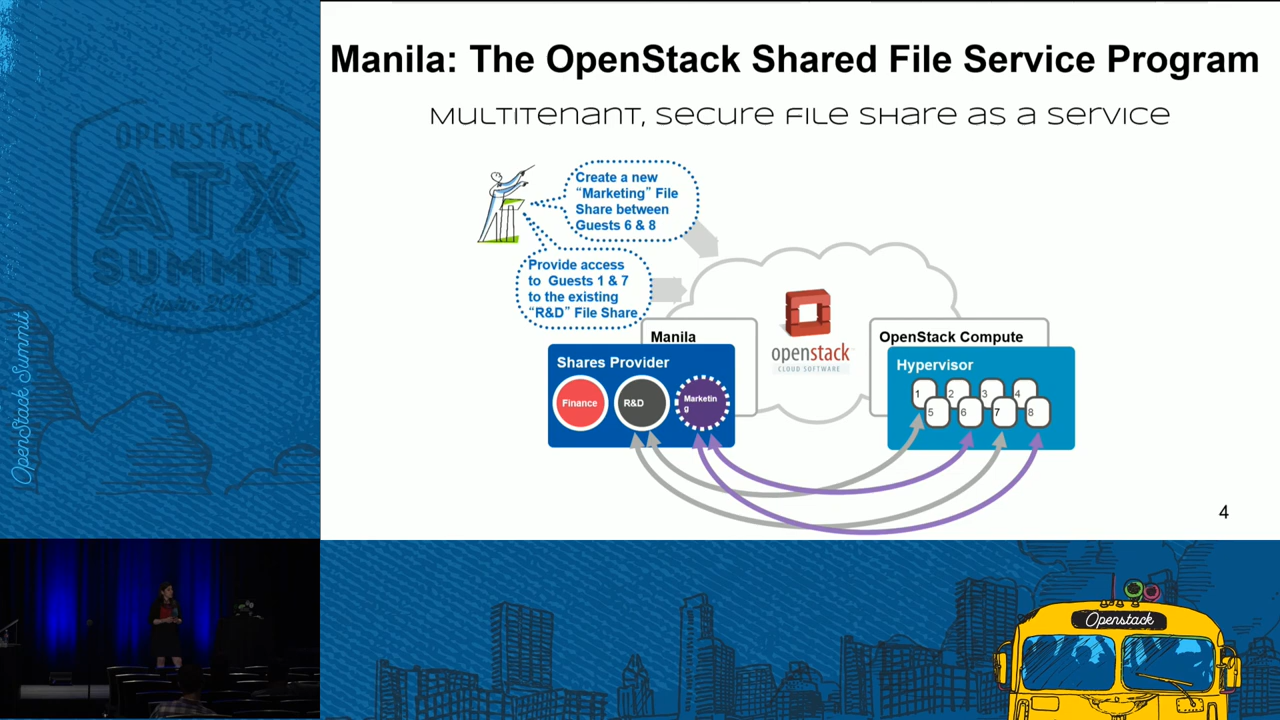 Manila: The OpenStack Shared File Service Program
MULTITENANT, SECURE FILE SHARE AS A SERVICE
Create a new
“Marketing” File
Share between
Guests 6 & 8
Provide access
to Guests 1 & 7
to the existing
“R&D” File Share
Manila
Shares Provider
Finance
R&D
Marketin
g
openstack
CLOUD SOFTWARE
OpenStack Compute
Hypervisor
1 2 3 4
5 6 7 8
4
OPENSTACK
ATX
SUMMIT
Austin 2016
OpenStack Summit
Openstack